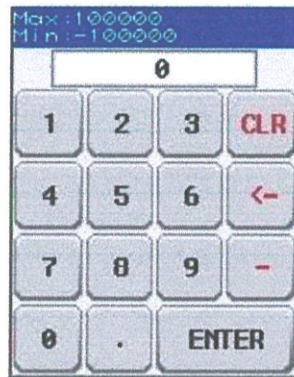 Max:100000
Min:-100000
0
1 2 3 CLR
4 5 6 <-
7 8 9 -
0 . ENTER